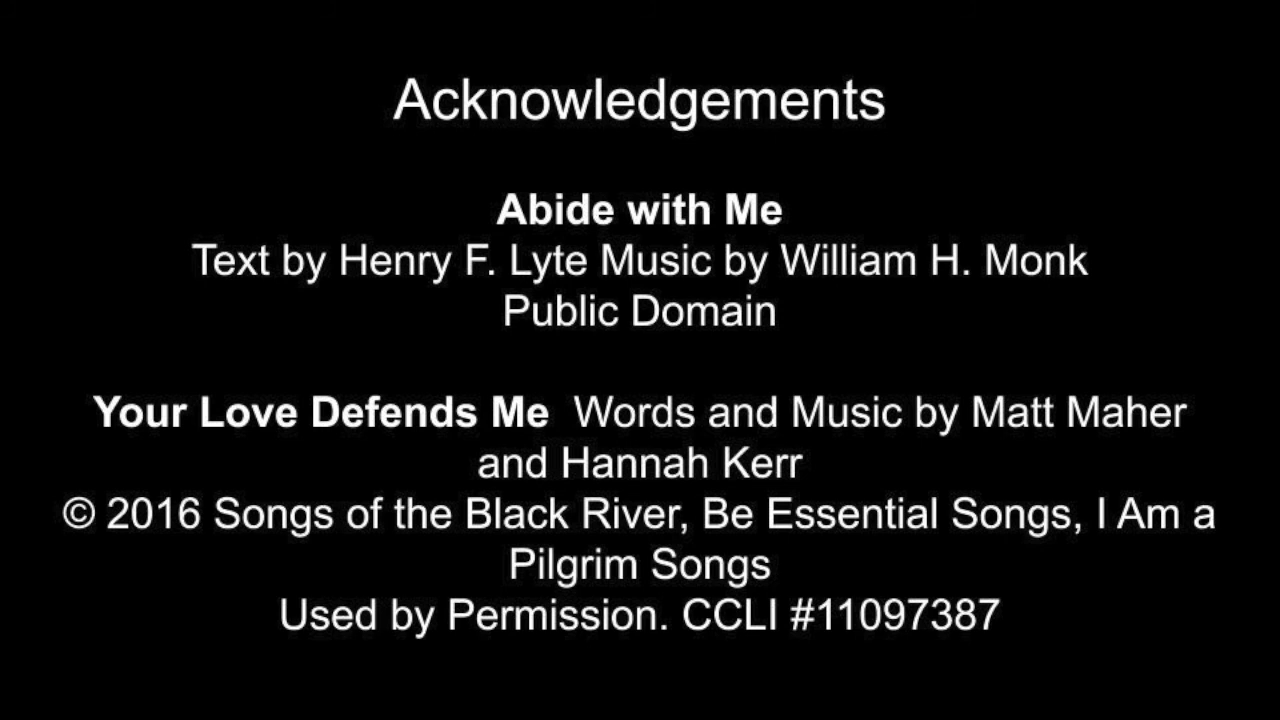 Acknowledgements
Abide with Me
Text by Henry F. Lyte Music by William H. Monk
Public Domain
Your Love Defends Me  Words and Music by Matt Maher
and Hannah Kerr
© 2016 Songs of the Black River, Be Essential Songs, I Am a
Pilgrim Songs
Used by Permission. CCLI #11097387